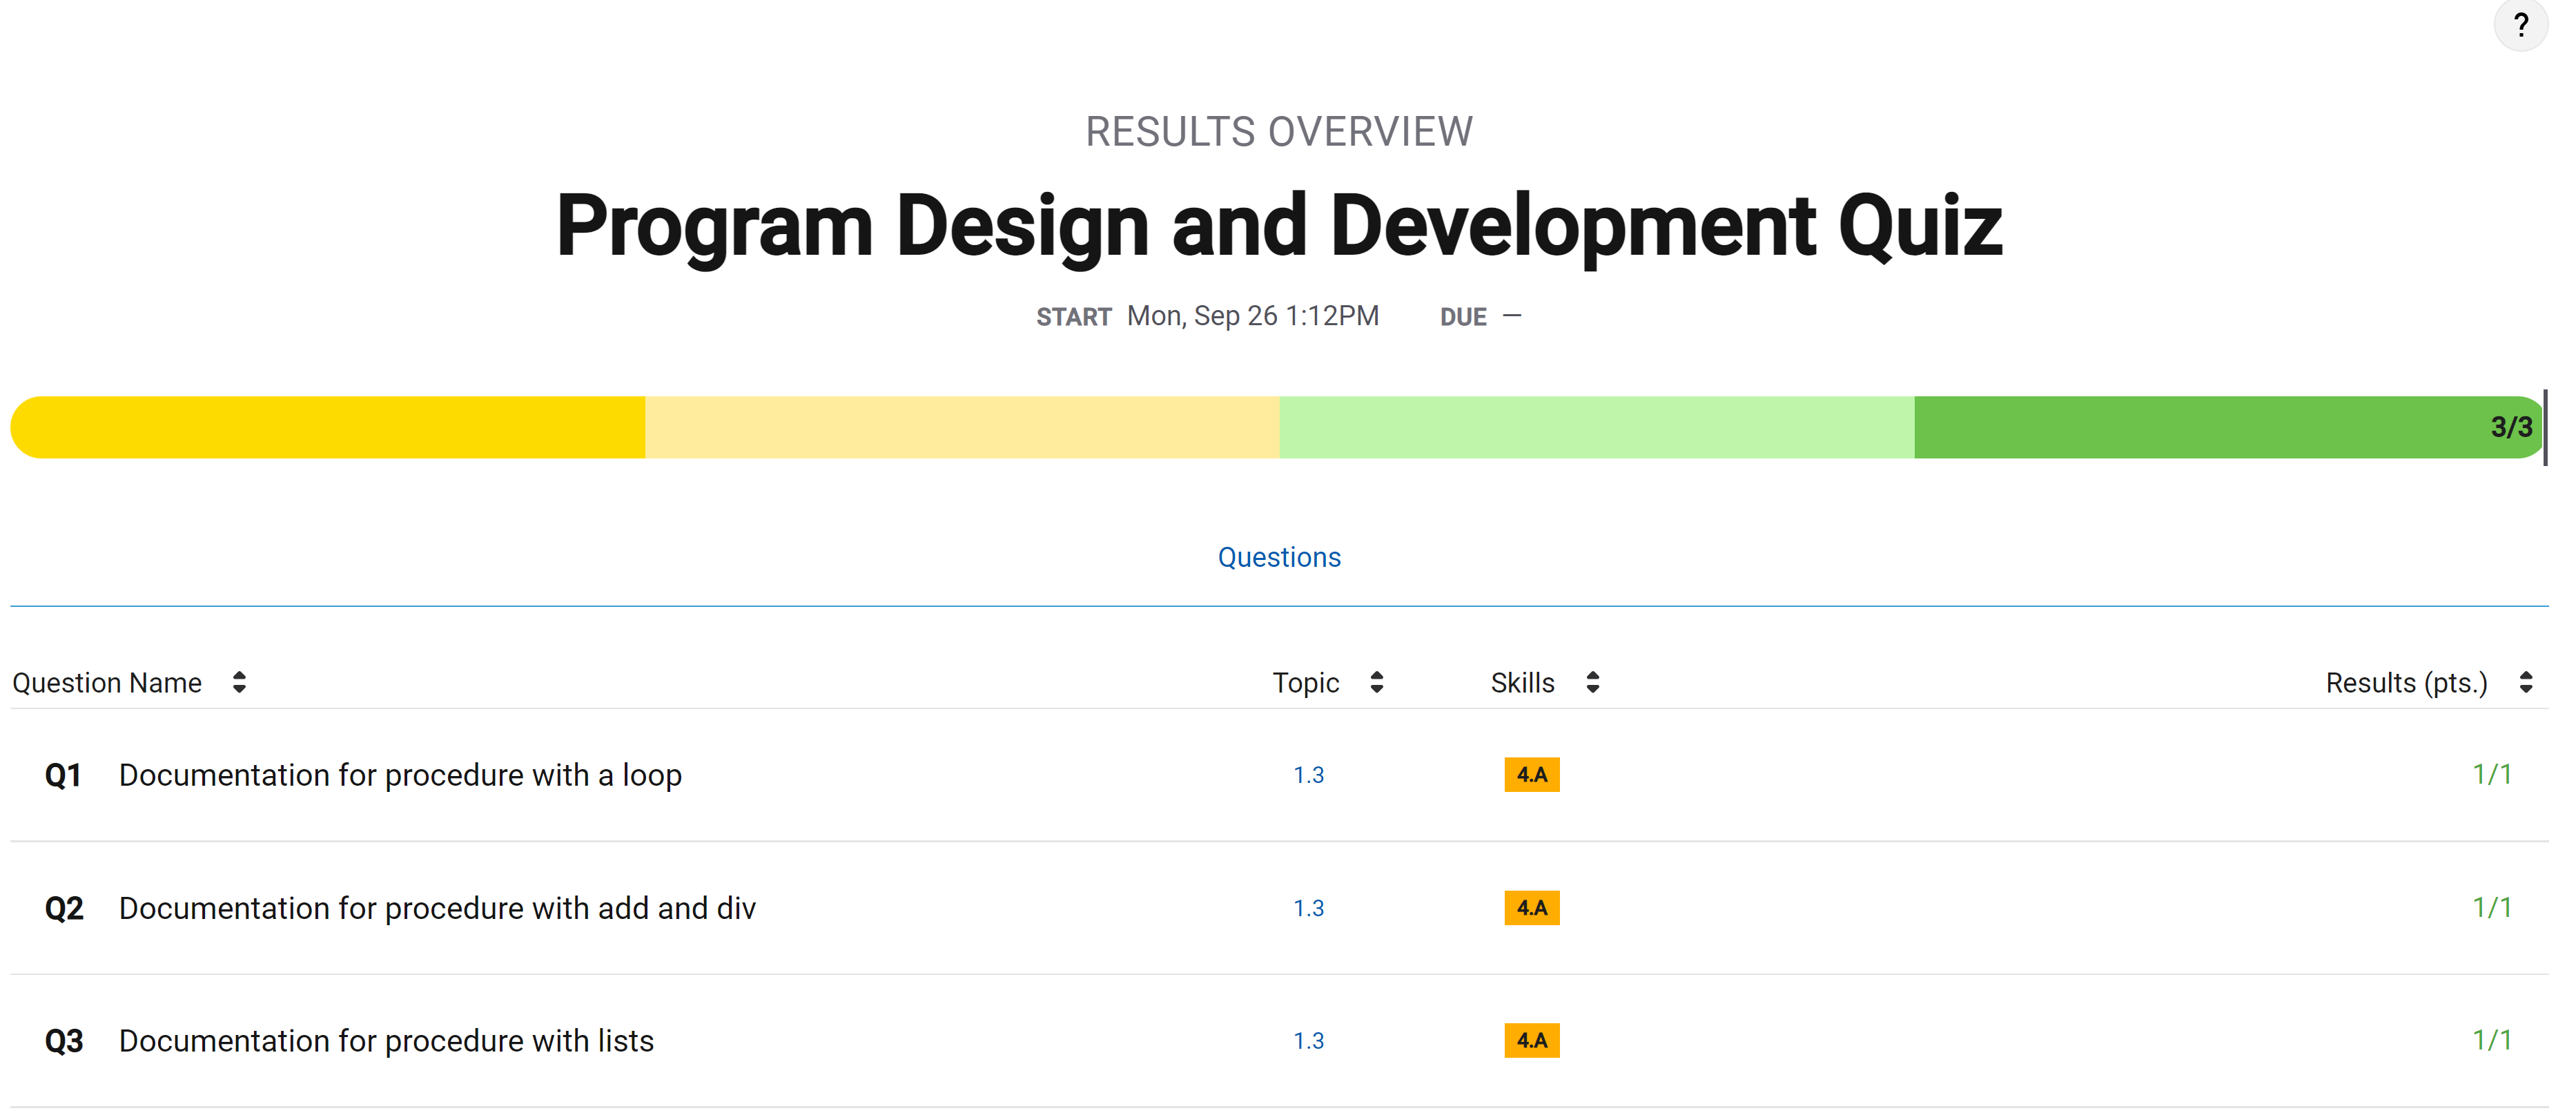 ?
RESULTS OVERVIEW
Program Design and Development Quiz
START Mon, Sep 26 1:12PM DUE —
3/3
Questions
Question Name Topic Skills Results (pts.)
Q1 Documentation for procedure with a loop 1.3 4.A 1/1
Q2 Documentation for procedure with add and div 1.3 4.A 1/1
Q3 Documentation for procedure with lists 1.3 4.A 1/1